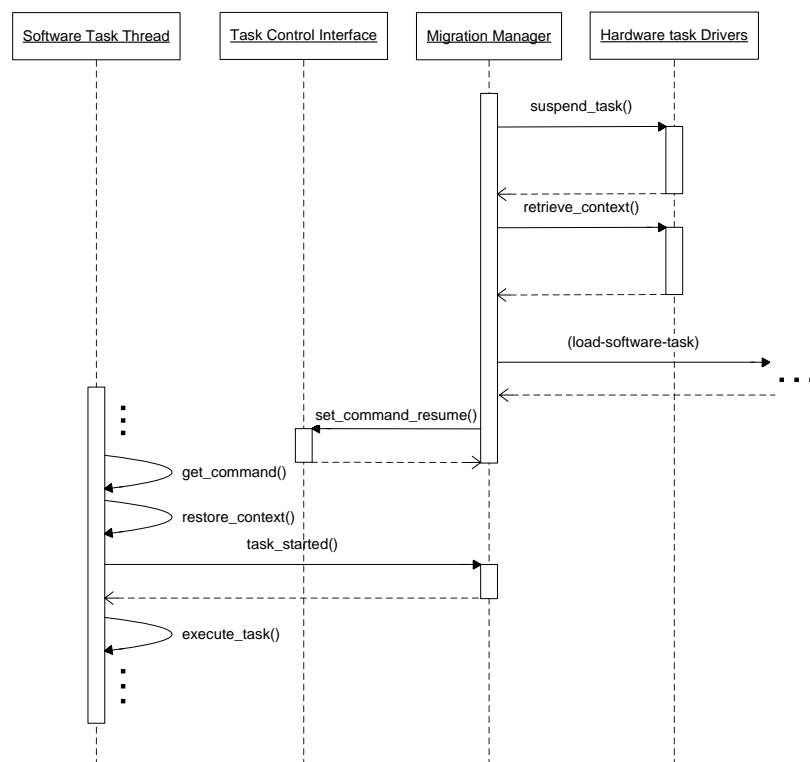 Software Task Thread
Task Control Interface
Migration Manager
Hardware task Drivers
suspend_task()
retrieve_context()
(load-software-task)
set_command_resume()
get_command()
restore_context()
task_started()
execute_task()